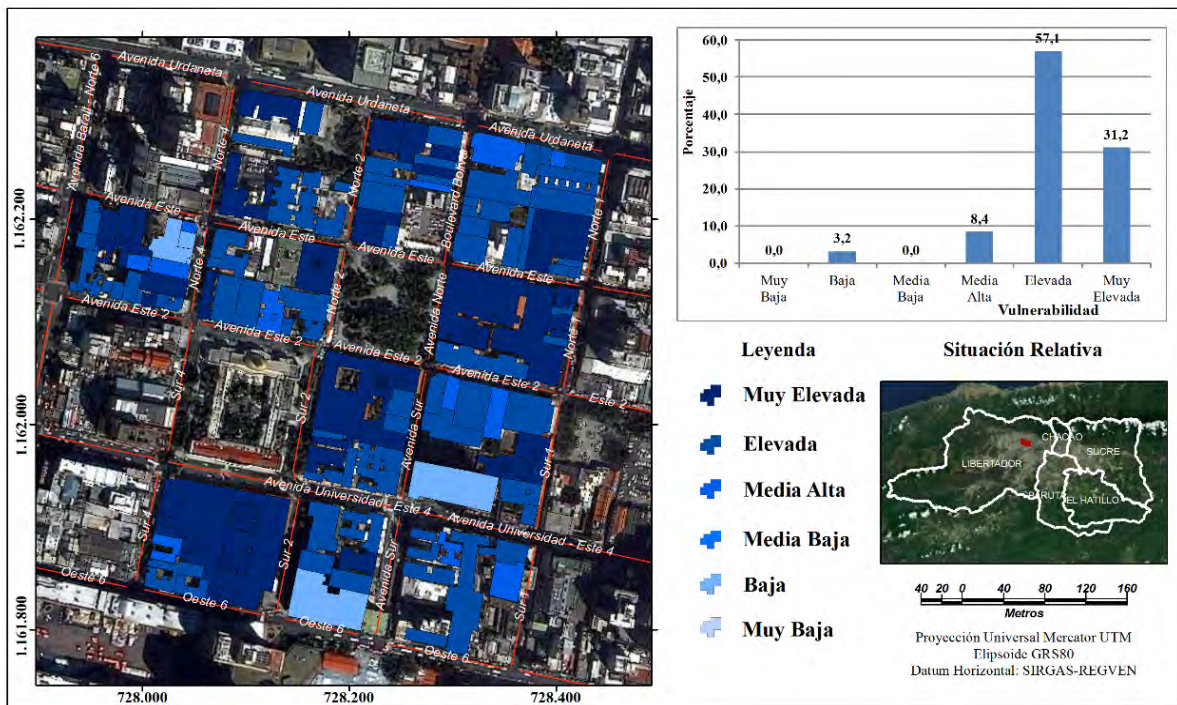 Avenida Urdaneta
Avenida Baralt - Norte 6
Norte 4
Avenida Urdaneta
Norte 2
Avenida Urdaneta
Boulevard Bolivar
Norte 1
Avenida Este
Norte 4
Avenida Este
Norte 2
Avenida Este
Avenida Norte
Avenida Este
Norte 1
Avenida Este 2
Avenida Este 2
Avenida Este 2
Este 2
Sur 4
Sur 2
Avenida Sur
Sur 4
Avenida Universidad - Este 4
Avenida Universidad - Este 4
Sur 4
Sur 2
Avenida Sur
Sur 1
Oeste 6
Oeste 6
Oeste 6
Oeste 6
1.162.200
1.162.000
1.161.800
728.000
728.200
728.400
Porcentaje
60,0
50,0
40,0
30,0
20,0
10,0
0,0
0,0
3,2
0,0
8,4
57,1
31,2
Muy Baja
Baja
Media Baja
Media Alta
Elevada
Muy Elevada
Vulnerabilidad
Leyenda
Muy Elevada
Elevada
Media Alta
Media Baja
Baja
Muy Baja
Situación Relativa
LIBERTADOR
CHACAO
SUCRE
BARUTA
EL HATILLO
40 20 0 40 80 120 160
Metros
Proyección Universal Mercator UTM
Elipsoide GRS80
Datum Horizontal: SIRGAS-REGVEN